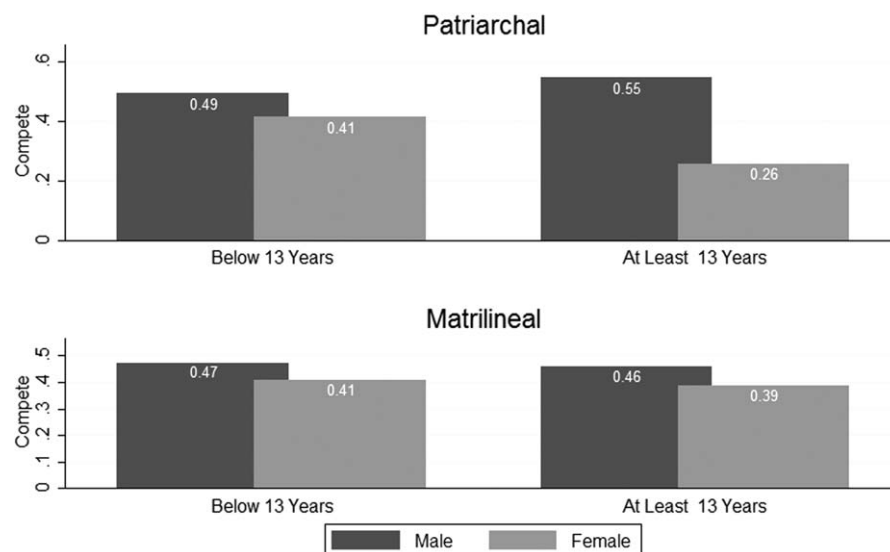 Patriarchal
Compete
0 .2 .4 .6
0.49
0.41
0.55
0.26
Below 13 Years
At Least 13 Years
Matrilineal
Compete
0 .1 .2 .3 .4 .5
0.47
0.41
0.46
0.39
Below 13 Years
At Least 13 Years
Male
Female